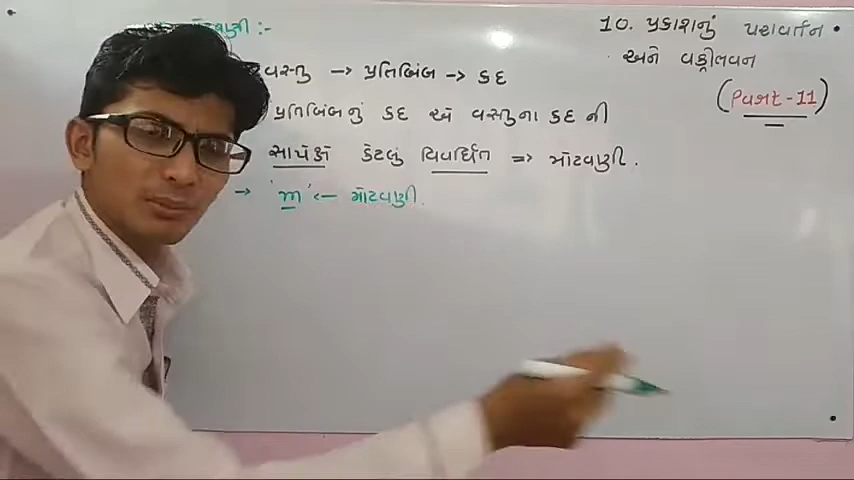 મોટવણી :-
10. પ્રકાશનું પરાવર્તન
અને વક્રીભવન
(Part-11)
વસ્તુ → પ્રતિબિંબ → કદ
પ્રતિબિંબનું કદ એ વસ્તુના કદ ની
સાપેક્ષે કેટલું વિવર્ધિત => મોટવણી.
→ 'm' ← મોટવણી.